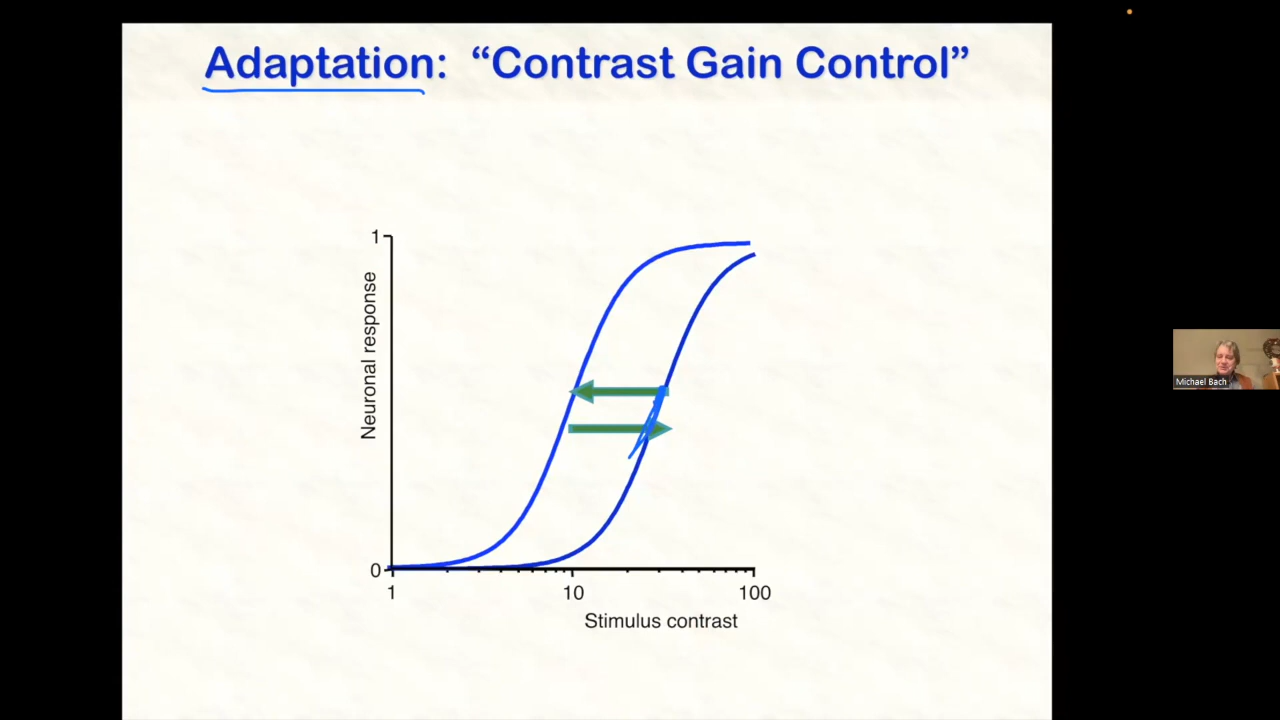 Adaptation: “Contrast Gain Control”
1
Neuronal response
0
1
10
100
Stimulus contrast
Michael Bach